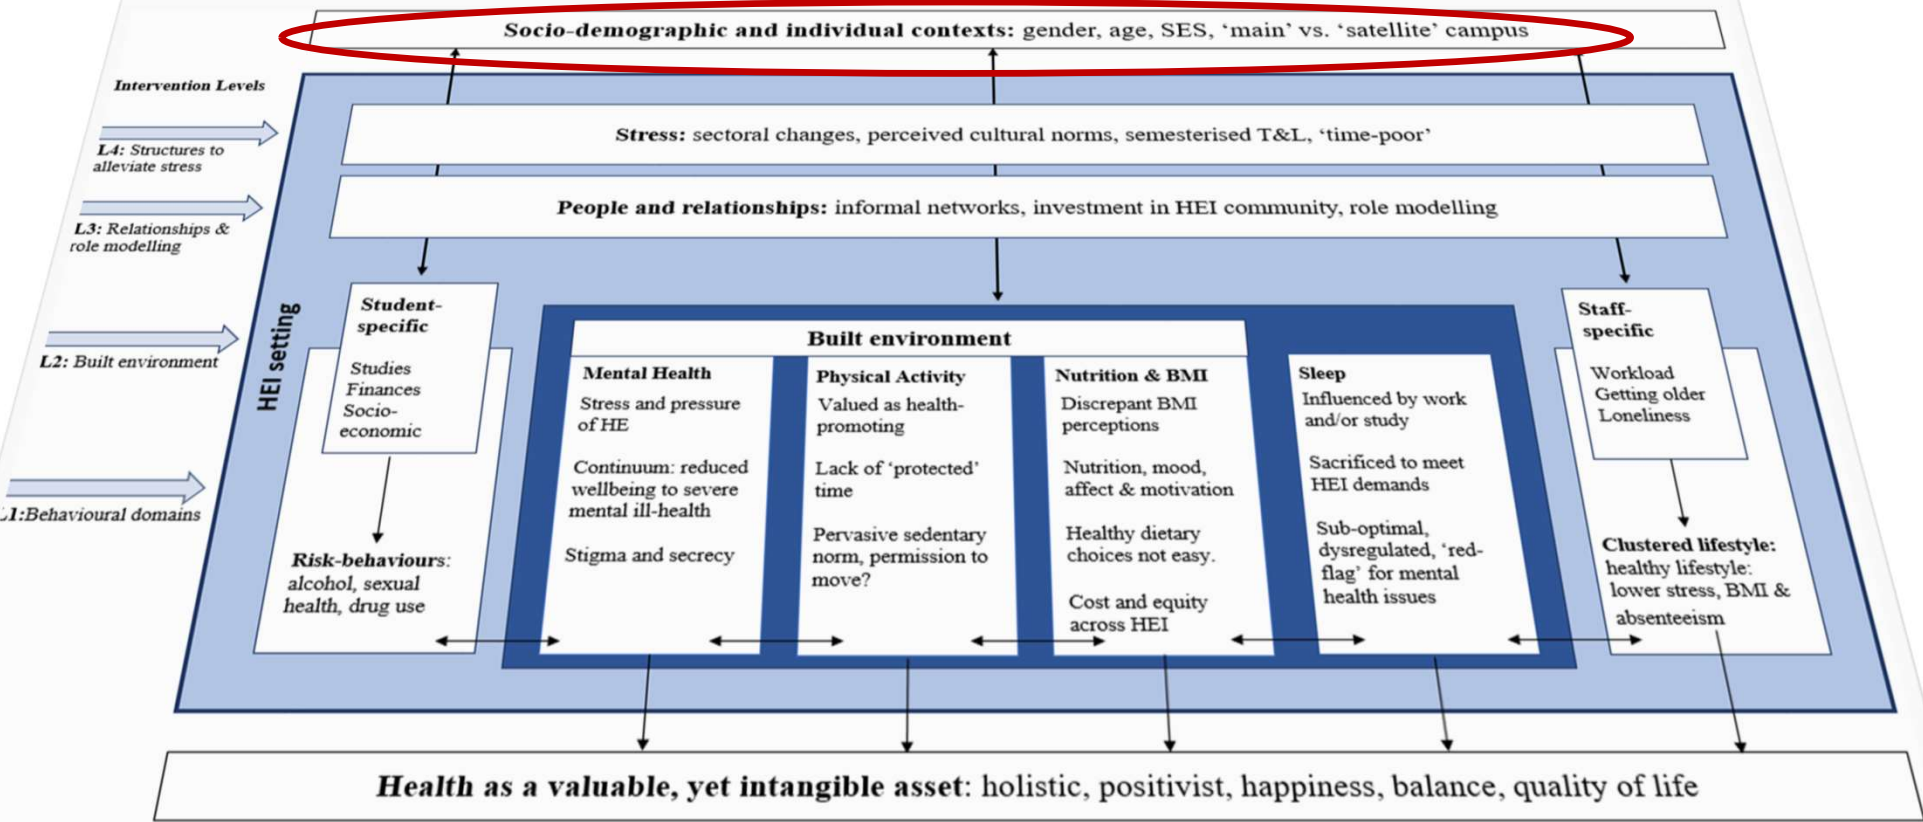 Socio-demographic and individual contexts: gender, age, SES, ‘main’ vs. ‘satellite’ campus
Intervention Levels
L4: Structures to
alleviate stress
L3: Relationships &
role modelling
L2: Built environment
L1:Behavioural domains
HEI setting
Stress: sectoral changes, perceived cultural norms, semesterised T&L, ‘time-poor’
People and relationships: informal networks, investment in HEI community, role modelling
Student-
specific
Studies
Finances
Socio-
economic
Risk-behaviours:
alcohol, sexual
health, drug use
Built environment
Mental Health
Stress and pressure
of HE
Continuum: reduced
wellbeing to severe
mental ill-health
Stigma and secrecy
Physical Activity
Valued as health-
promoting
Lack of ‘protected’
time
Pervasive sedentary
norm, permission to
move?
Nutrition & BMI
Discrepant BMI
perceptions
Nutrition, mood,
affect & motivation
Healthy dietary
choices not easy.
Cost and equity
across HEI
Sleep
Influenced by work
and/or study
Sacrificed to meet
HEI demands
Sub-optimal,
dysregulated, ‘red-
flag’ for mental
health issues
Staff-
specific
Workload
Getting older
Loneliness
Clustered lifestyle:
healthy lifestyle:
lower stress, BMI &
absenteeism
Health as a valuable, yet intangible asset: holistic, positivist, happiness, balance, quality of life